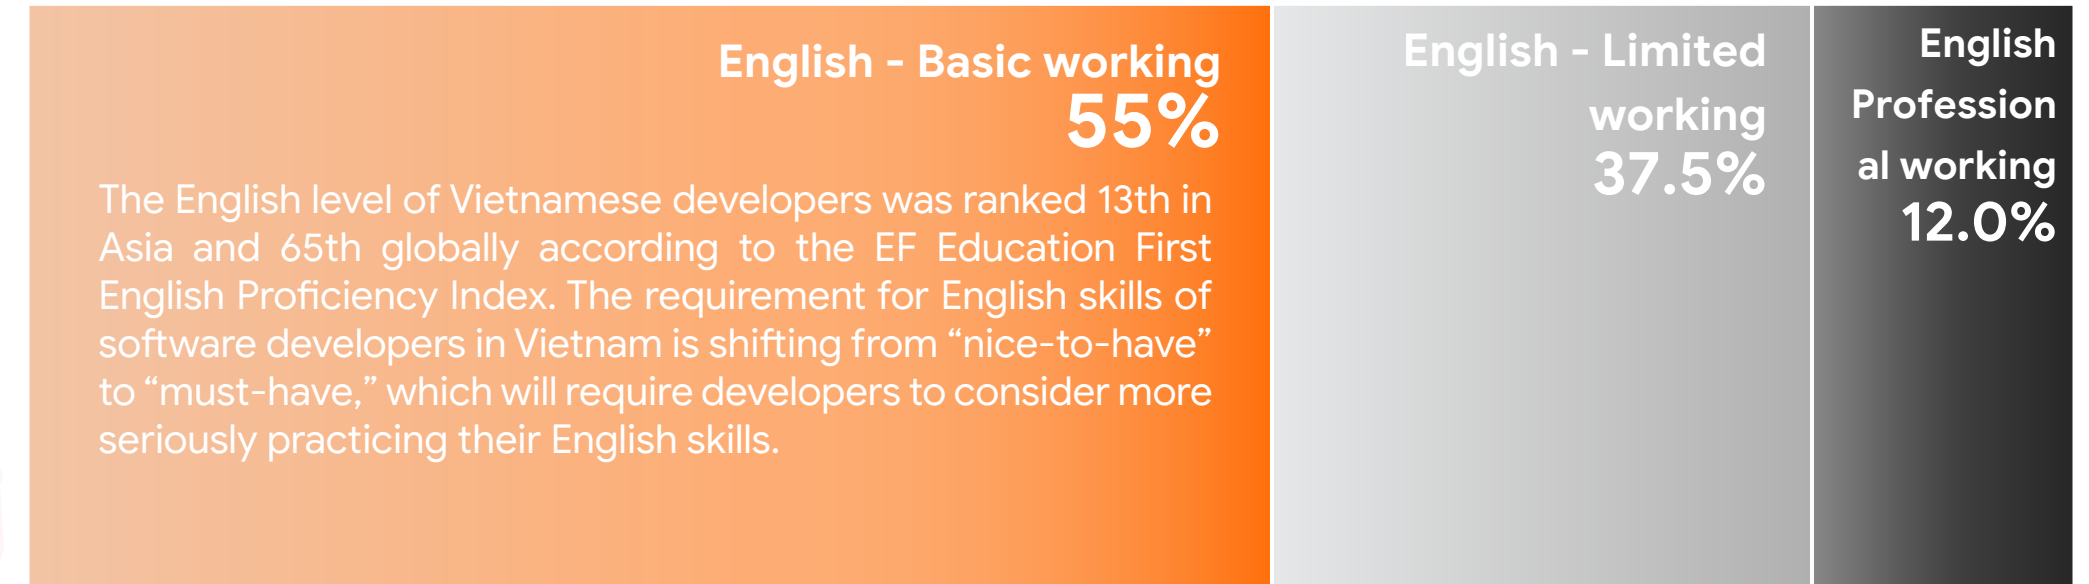 English - Basic working
55%
The English level of Vietnamese developers was ranked 13th in
Asia and 65th globally according to the EF Education First
English Proficiency Index. The requirement for English skills of
software developers in Vietnam is shifting from “nice-to-have”
to “must-have,” which will require developers to consider more
seriously practicing their English skills.
English - Limited
working
37.5%
English
Profession
al working
12.0%